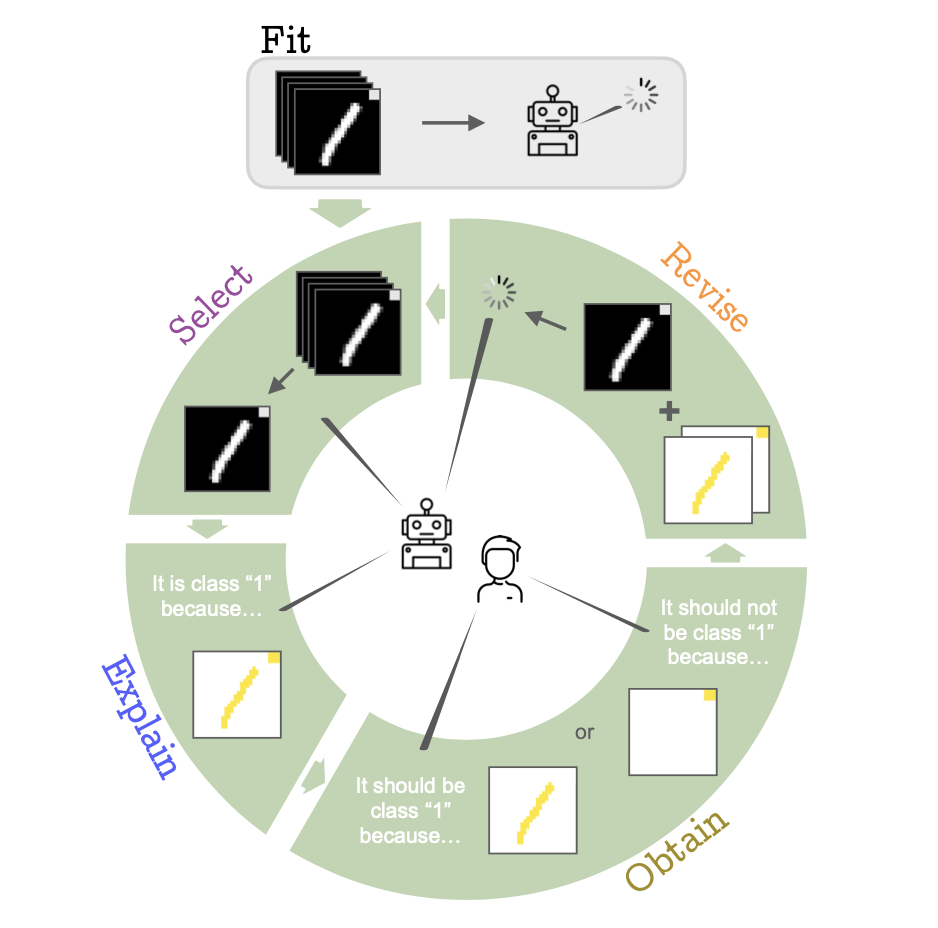 Fit
Select
Revise
It is class “1”
because…
Explain
It should be
class “1”
because…
or
It should not
be class “1”
because…
Obtain